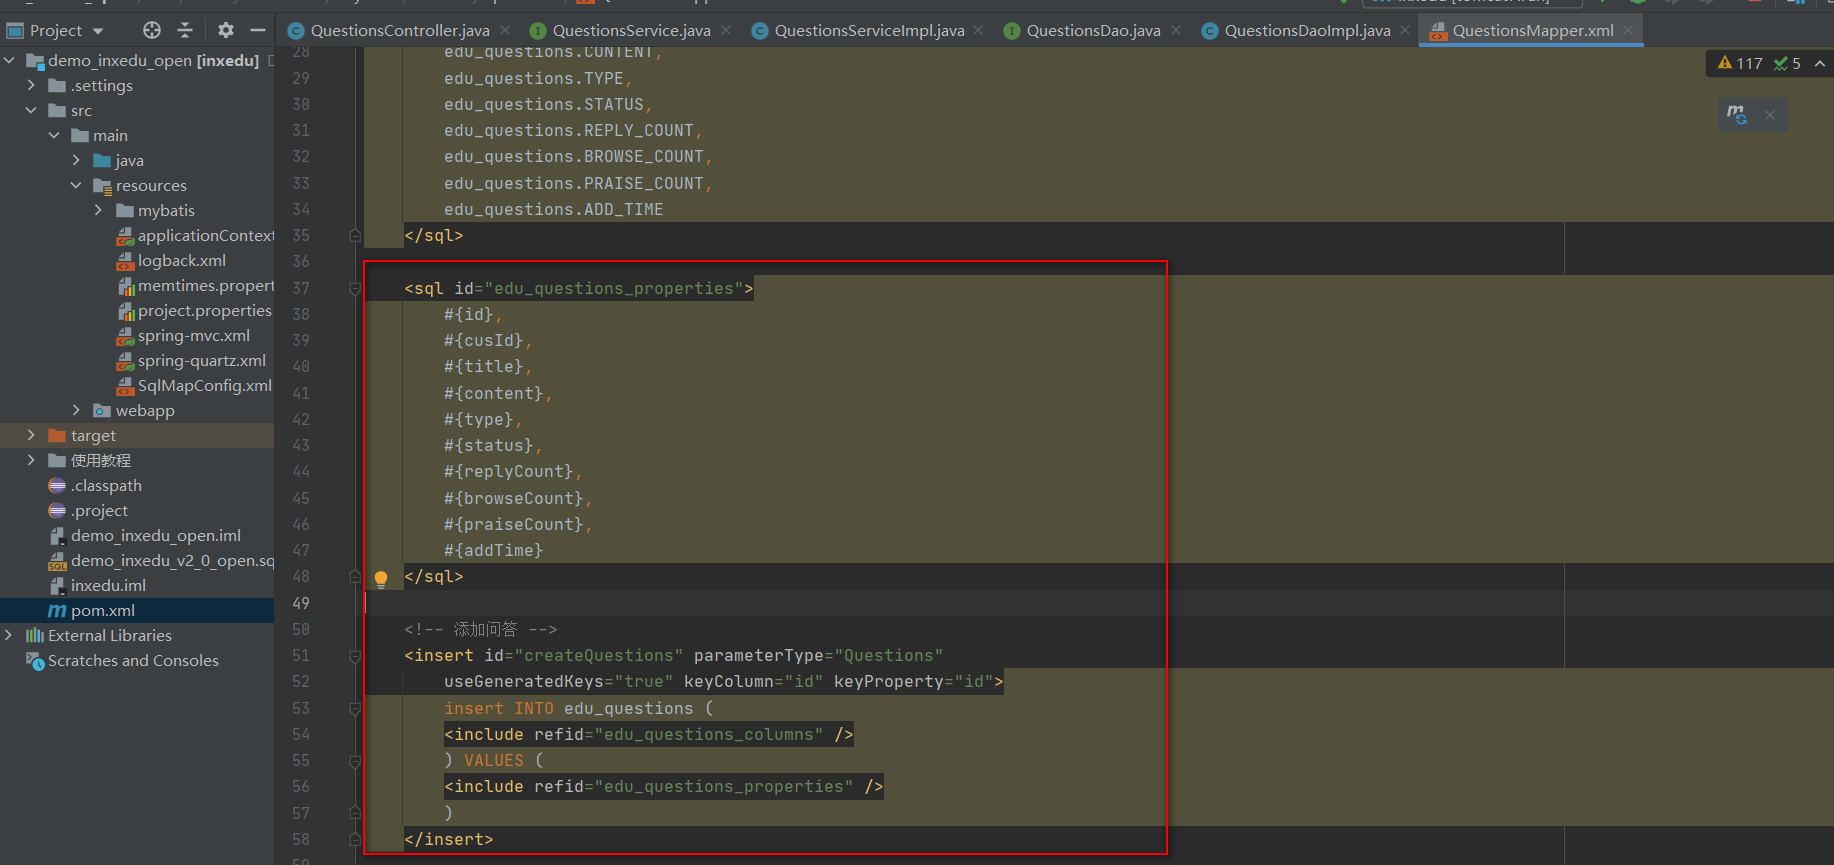 Project
QuestionsController.java
QuestionsService.java
QuestionsServiceImpl.java
QuestionsDao.java
QuestionsDaoImpl.java
QuestionsMapper.xml
demo_inxedu_open [inxedu]
.settings
src
main
java
resources
mybatis
applicationContext
logback.xml
memtimes.propert
project.properties
spring-mvc.xml
spring-quartz.xml
SqlMapConfig.xml
webapp
target
使用教程
.classpath
.project
demo_inxedu_open.iml
demo_inxedu_v2_0_open.sq
inxedu.iml
pom.xml
External Libraries
Scratches and Consoles
117 5
28 edu_questions.CONTENT,
29 edu_questions.TYPE,
30 edu_questions.STATUS,
31 edu_questions.REPLY_COUNT,
32 edu_questions.BROWSE_COUNT,
33 edu_questions.PRAISE_COUNT,
34 edu_questions.ADD_TIME
35 </sql>
36
37 <sql id="edu_questions_properties">
38 #{id},
39 #{cusId},
40 #{title},
41 #{content},
42 #{type},
43 #{status},
44 #{replyCount},
45 #{browseCount},
46 #{praiseCount},
47 #{addTime}
48 </sql>
49
50 <!-- 添加问答 -->
51 <insert id="createQuestions" parameterType="Questions"
52 useGeneratedKeys="true" keyColumn="id" keyProperty="id">
53 insert INTO edu_questions (
54 <include refid="edu_questions_columns" />
55 ) VALUES (
56 <include refid="edu_questions_properties" />
57 )
58 </insert>